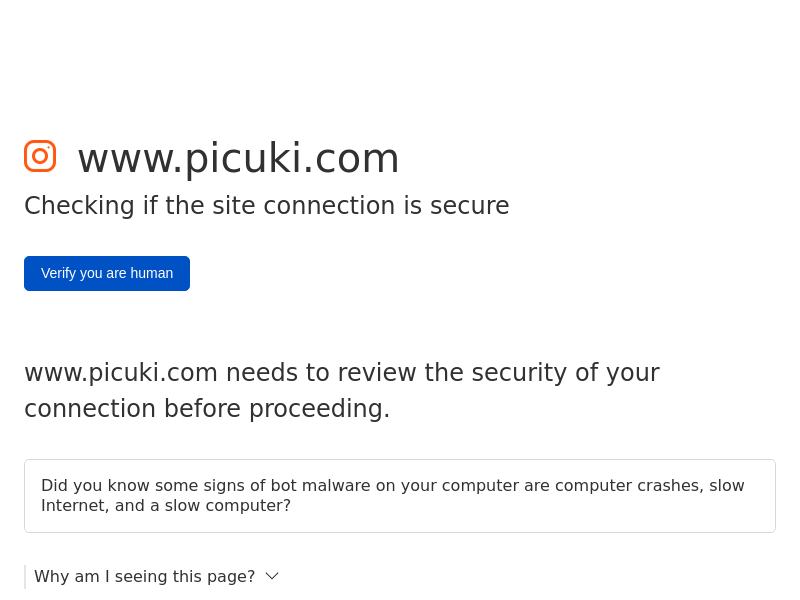 www.picuki.com
Checking if the site connection is secure
Verify you are human
www.picuki.com needs to review the security of your
connection before proceeding.
Did you know some signs of bot malware on your computer are computer crashes, slow
Internet, and a slow computer?
Why am I seeing this page?